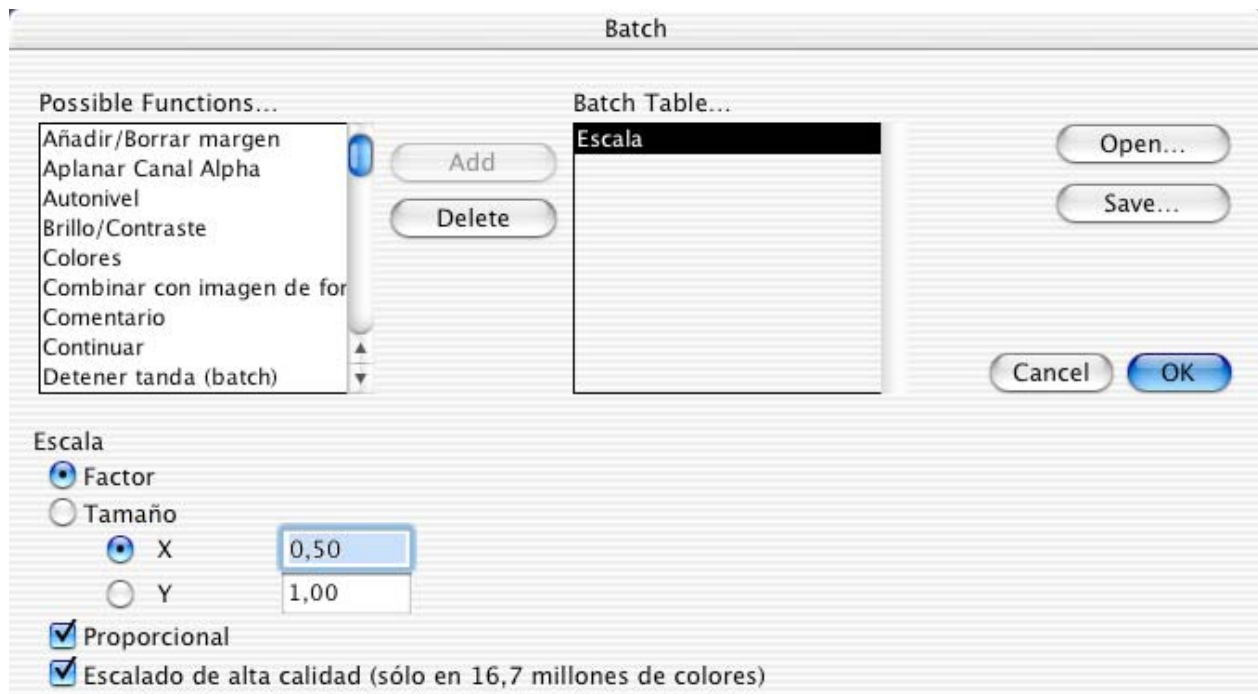 Batch
Possible Functions...
Añadir/Borrar margen
Aplanar Canal Alpha
Autonivel
Brillo/Contraste
Colores
Combinar con imagen de for
Comentario
Continuar
Detener tanda (batch)
Add
Delete
Batch Table...
Escala
Open...
Save...
Cancel
OK
Escala
Factor
Tamaño
X 0,50
Y 1,00
Proporcional
Escalado de alta calidad (sólo en 16,7 millones de colores)